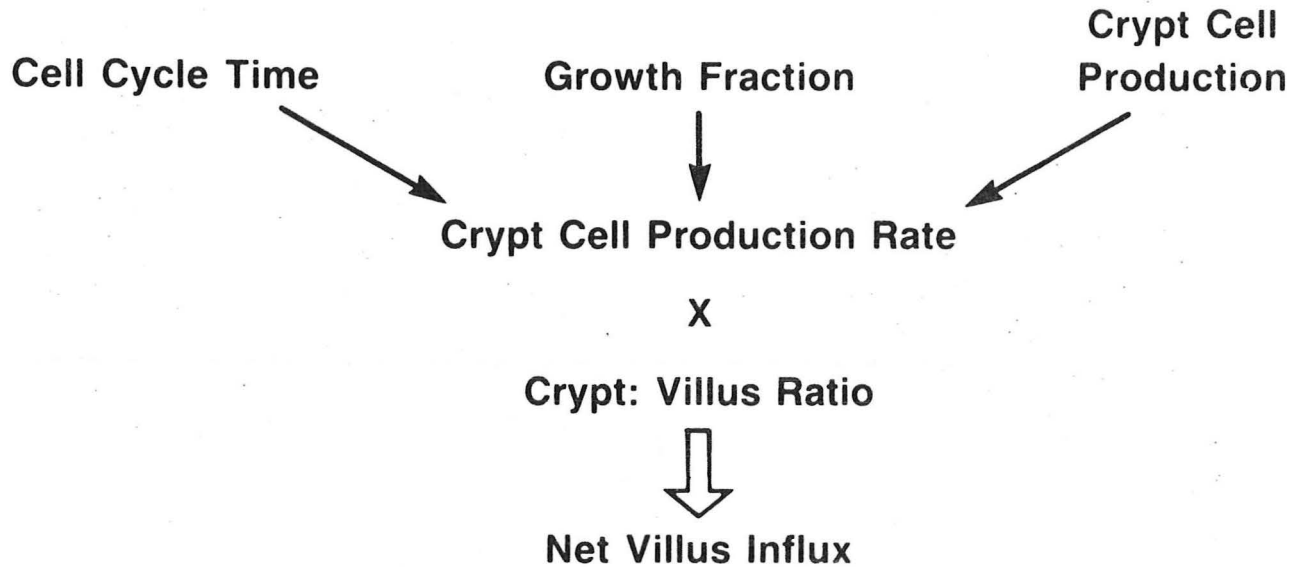 Cell Cycle Time
Growth Fraction
Crypt Cell
Production
Crypt Cell Production Rate
X
Crypt: Villus Ratio
Net Villus Influx